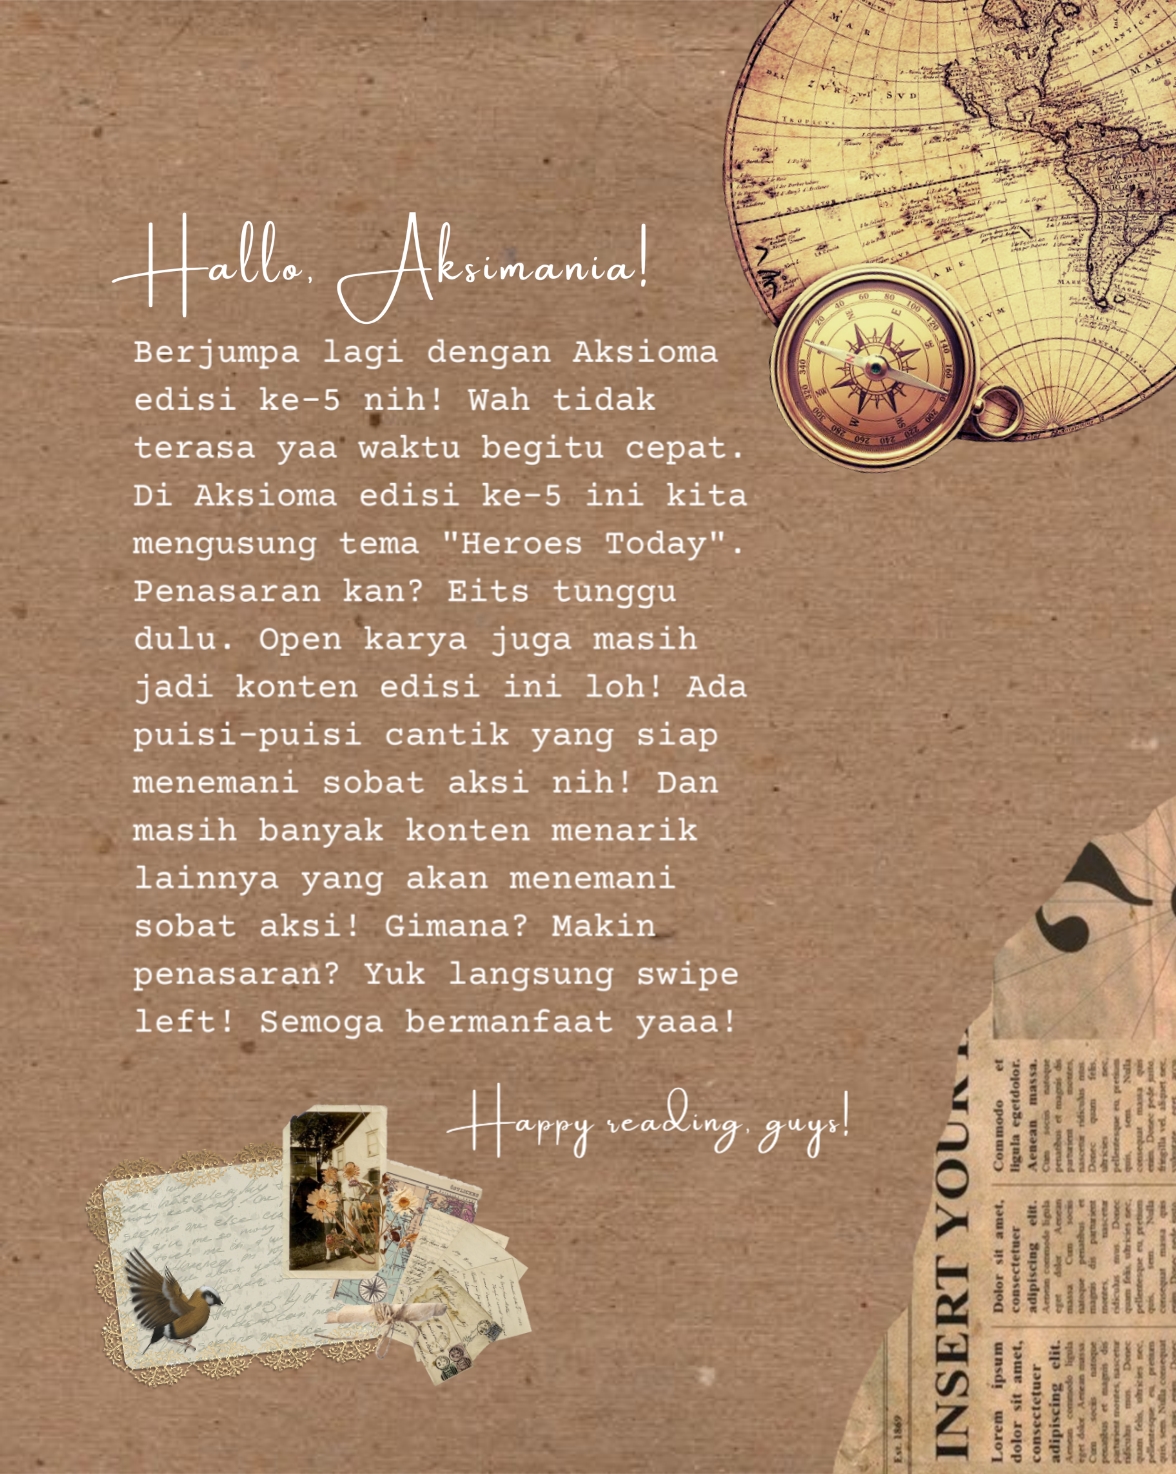 Hallo, Aksimania!
Berjumpa lagi dengan Aksioma
edisi ke-5 nih! Wah tidak
terasa yaa waktu begitu cepat.
Di Aksioma edisi ke-5 ini kita
mengusung tema "Heroes Today".
Penasaran kan? Eits tunggu
dulu. Open karya juga masih
jadi konten edisi ini loh! Ada
puisi-puisi cantik yang siap
menemani sobat aksi nih! Dan
masih banyak konten menarik
lainnya yang akan menemani
sobat aksi! Gimana? Makin
penasaran? Yuk langsung swipe
left! Semoga bermanfaat yaaa!
Happy reading, guys!
Est. 1869
INSERT YOUR
Lorem ipsum
dolor sit amet,
consectetuer
adipiscing elit.
Dolor sit amet,
consectetuer
adipiscing elit.
Commodo et
ligula egetdolor.
Aenean massa.